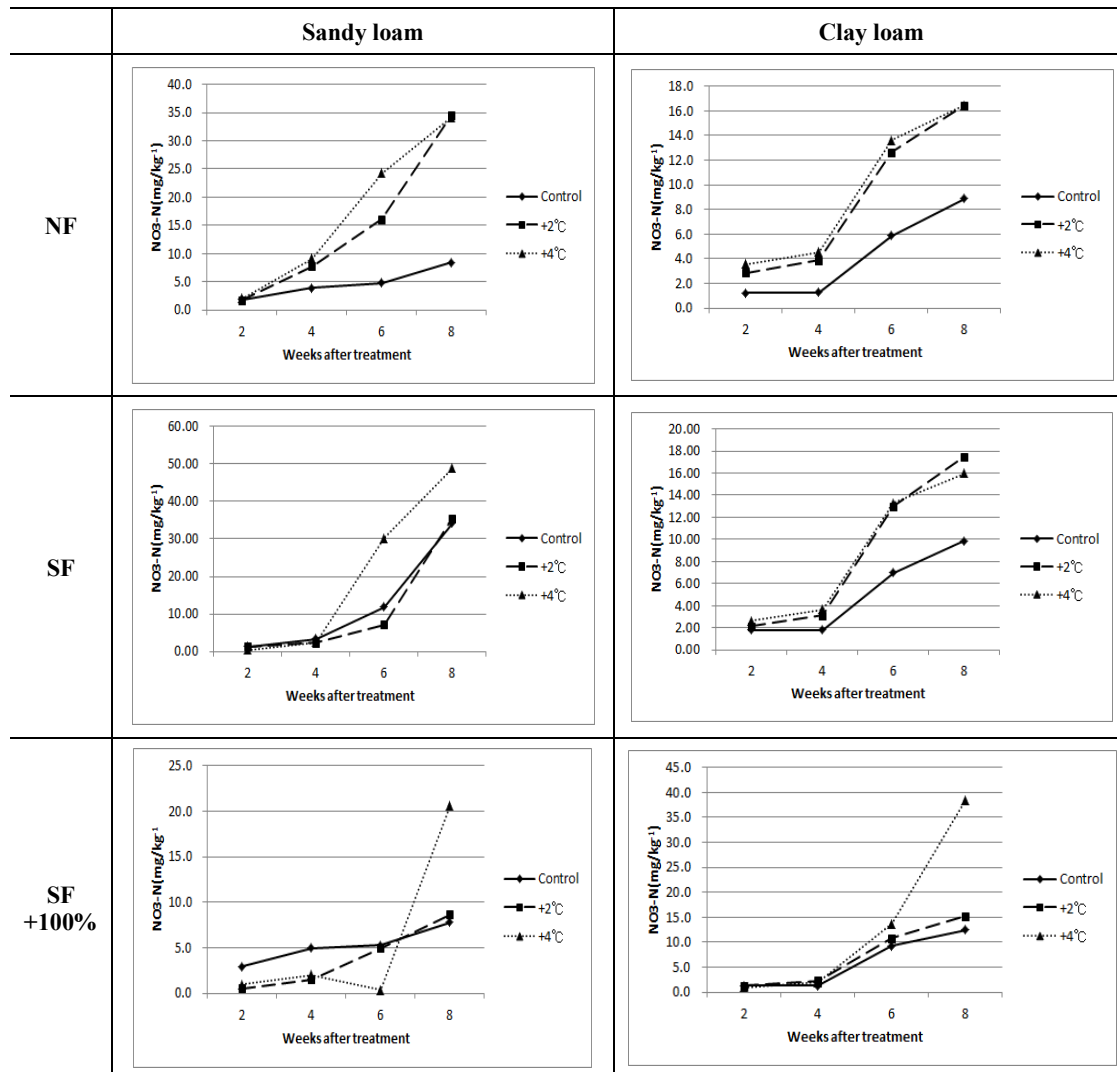 Sandy loam
Clay loam
NF
NO3-N(mg/kg⁻¹)
40.0
35.0
30.0
25.0
20.0
15.0
10.0
5.0
0.0
2 4 6 8
Weeks after treatment
Control
+2℃
+4℃
NO3-N(mg/kg⁻¹)
18.0
16.0
14.0
12.0
10.0
8.0
6.0
4.0
2.0
0.0
2 4 6 8
Weeks after treatment
Control
+2℃
+4℃
SF
NO3-N(mg/kg⁻¹)
60.00
50.00
40.00
30.00
20.00
10.00
0.00
2 4 6 8
Weeks after treatment
Control
+2℃
+4℃
NO3-N(mg/kg⁻¹)
20.00
18.00
16.00
14.00
12.00
10.00
8.00
6.00
4.00
2.00
0.00
2 4 6 8
Weeks after treatment
Control
+2℃
+4℃
SF
+100%
NO3-N(mg/kg⁻¹
25.0
20.0
15.0
10.0
5.0
0.0
2 4 6 8
Weeks after treatment
Control
+2℃
+4℃
NO3-N(mg/kg⁻¹)
45.0
40.0
35.0
30.0
25.0
20.0
15.0
10.0
5.0
0.0
2 4 6 8
Weeks after treatment
Control
+2℃
+4℃